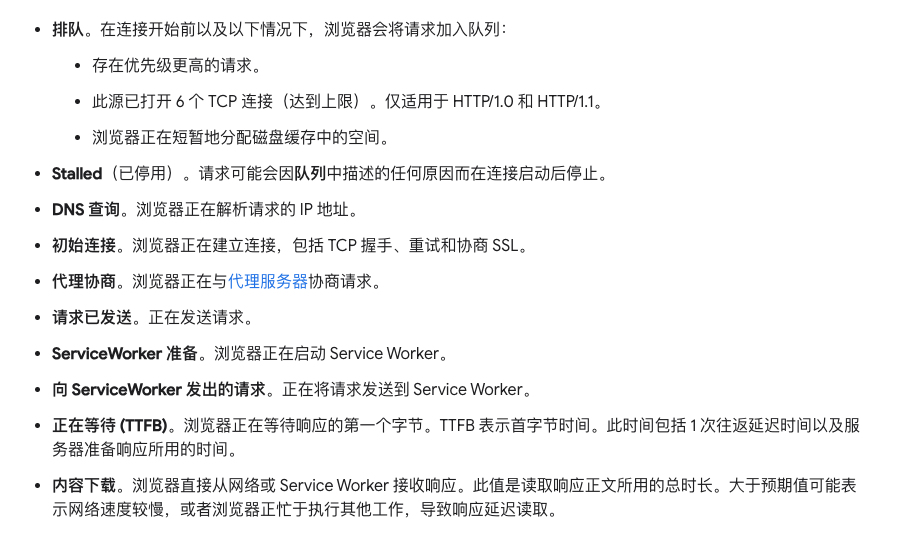 排队。在连接开始前以及以下情况下，浏览器会将请求加入队列：
存在优先级更高的请求。
此源已打开 6 个 TCP 连接（达到上限）。仅适用于 HTTP/1.0 和 HTTP/1.1。
浏览器正在短暂地分配磁盘缓存中的空间。
Stalled（已停用）。请求可能会因队列中描述的任何原因而在连接启动后停止。
DNS 查询。浏览器正在解析请求的 IP 地址。
初始连接。浏览器正在建立连接，包括 TCP 握手、重试和协商 SSL。
代理协商。浏览器正在与代理服务器协商请求。
请求已发送。正在发送请求。
ServiceWorker 准备。浏览器正在启动 Service Worker。
向 ServiceWorker 发出的请求。正在将请求发送到 Service Worker。
正在等待 (TTFB)。浏览器正在等待响应的第一个字节。TTFB 表示首字节时间。此时间包括 1 次往返延迟时间以及服
务器准备响应所用的时间。
内容下载。浏览器直接从网络或 Service Worker 接收响应。此值是读取响应正文所用的总时长。大于预期值可能表
示网络速度较慢，或者浏览器正忙于执行其他工作，导致响应延迟读取。